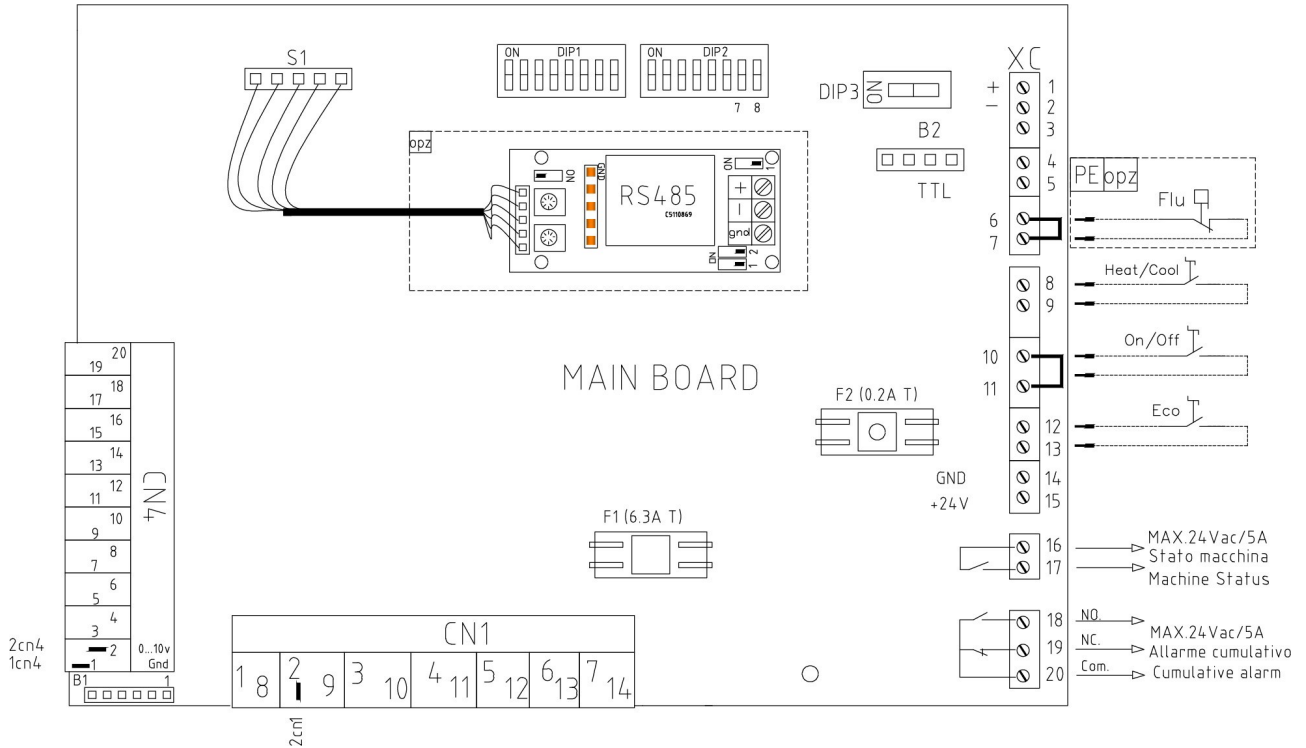 S1
ON DIP1
ON DIP2
7 8
DIP3 ON
B2
TTL
XC
+ 1
- 2
3
4
5
6
7
8
9
10
11
12
13
GND 14
+24V 15
16
17
18
19
20
PE opz
Flu
Heat/Cool
On/Off
Eco
MAX.24Vac/5A
Stato macchina
Machine Status
NO.
NC.
Com.
MAX.24Vac/5A
Allarme cumulativo
Cumulative alarm
opz
ON
GND
RS485
C5110869
ON 1
+
-
gnd
ON
2
1
MAIN BOARD
F2 (0.2A T)
F1 (6.3A T)
20
19
18
17
16
15
14
13
12
11
10
9
8
7
6
5
4
3
2
1
CN4
0...10v
Gnd
2cn4
1cn4
B1 1
CN1
1 8 2 9 3 10 4 11 5 12 6 13 7 14
2cn1